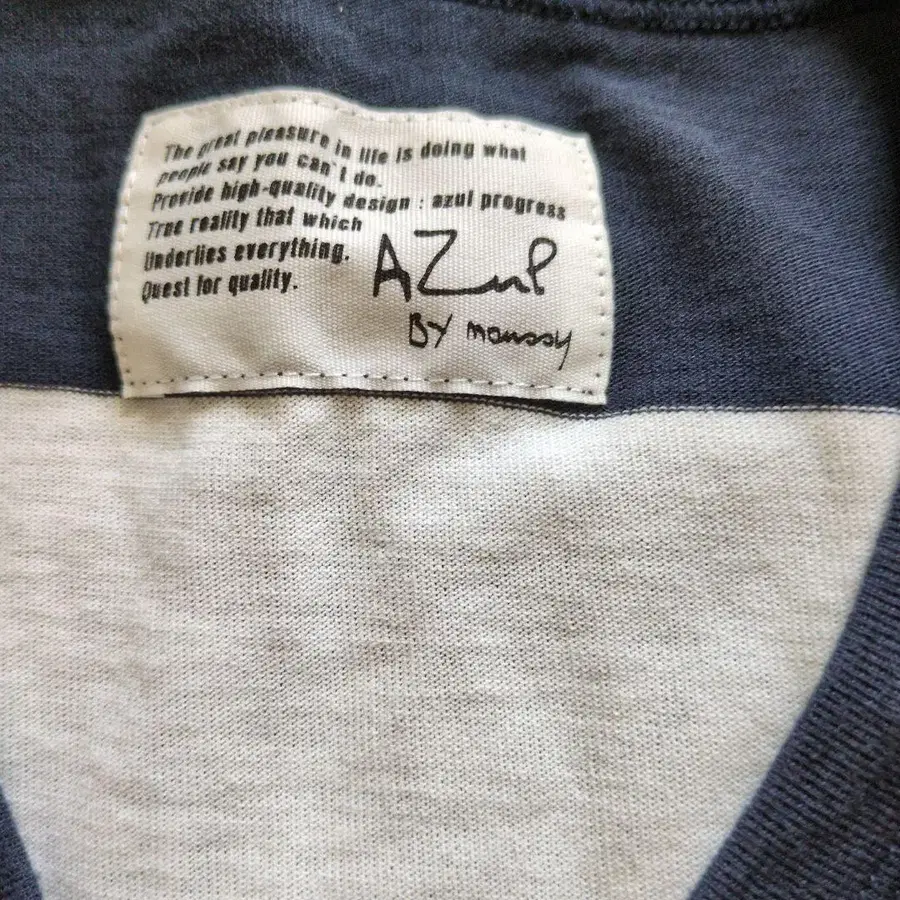 The great pleasure in life is doing what
people say you can't do.
Provide high-quality design : azul progress
True reality that which
Underlies everything.
Quest for quality.
AZuL
BY moussy